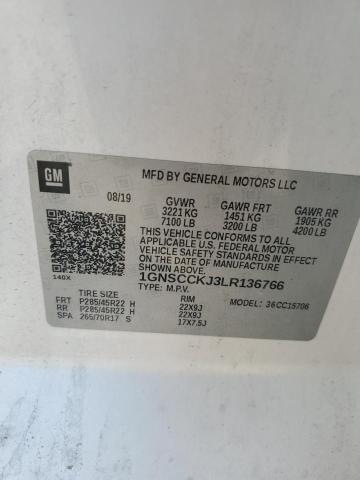 GM
MFD BY GENERAL MOTORS LLC
08/19 GVWR GAWR FRT GAWR RR
3221 KG 1451 KG 1905 KG
7100 LB 3200 LB 4200 LB
THIS VEHICLE CONFORMS TO ALL
APPLICABLE U.S. FEDERAL MOTOR
VEHICLE SAFETY STANDARDS IN EFFECT
ON THE DATE OF MANUFACTURE SHOWN
ABOVE.
1GNSCCKJ3LR136766
TYPE: M.P.V.
140X
TIRE SIZE RIM MODEL: 36CC15706
FRT P285/45R22 H 22X9J
RR P285/45R22 H 22X9J
SPA 265/70R17 S 17X7.5J